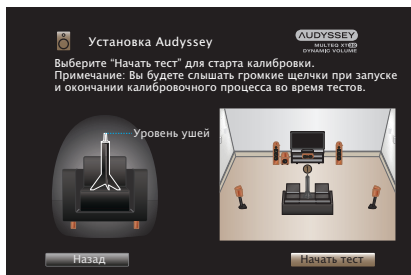 Установка Audyssey
AUDYSSEY
MULTEQ XT32
DYNAMIC VOLUME
Выберите “Начать тест” для старта калибровки.
Примечание: Вы будете слышать громкие щелчки при запуске
и окончании калибровочного процесса во время тестов.
Уровень ушей
Назад
Начать тест